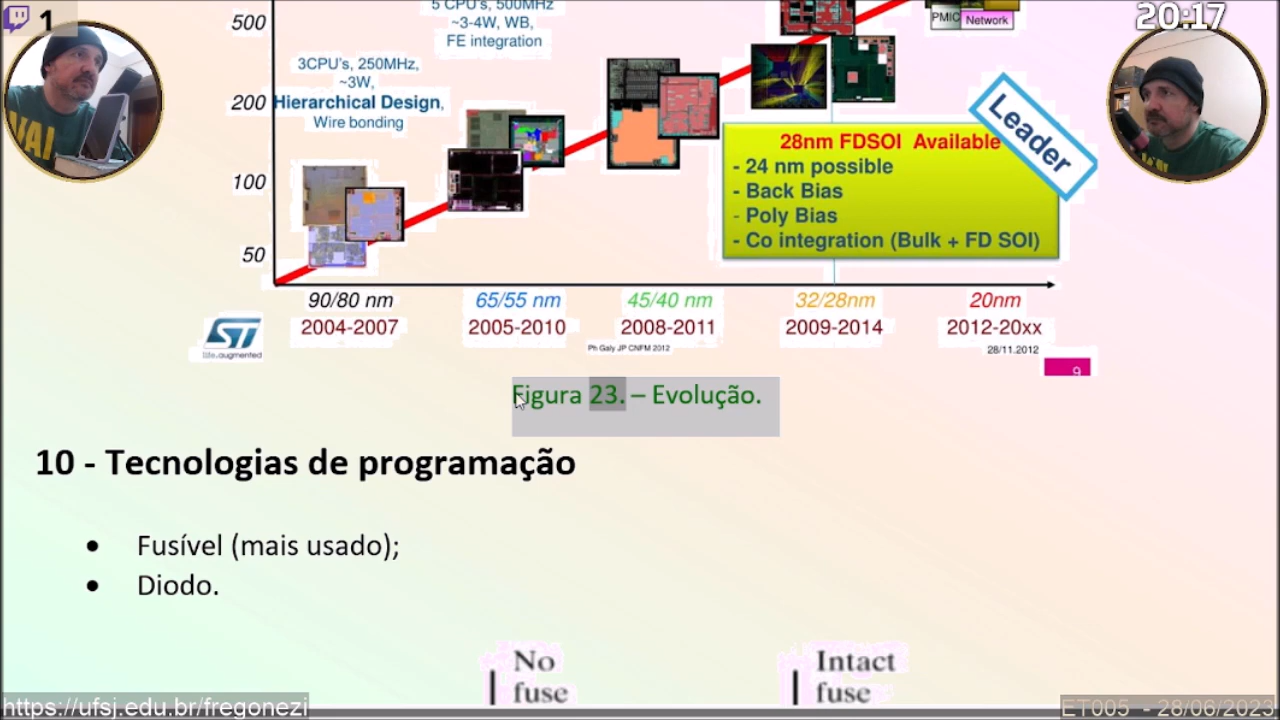 1
20:17
500
5 CPU's, 500MHz
~3-4W, WB,
FE integration
PMIC
Network
3CPU's, 250MHz,
~3W,
Hierarchical Design,
Wire bonding
200
Leader
28nm FDSOI Available
- 24 nm possible
- Back Bias
- Poly Bias
- Co integration (Bulk + FD SOI)
100
50
90/80 nm 65/55 nm 45/40 nm 32/28nm 20nm
2004-2007 2005-2010 2008-2011 2009-2014 2012-20xx
ST
life.augmented
Ph Galy JP CNFM 2012
28/11.2012
9
Figura 23. – Evolução.
10 - Tecnologias de programação
• Fusível (mais usado);
• Diodo.
No
fuse
Intact
fuse
https://ufsj.edu.br/fregonezi
ET005 - 28/06/2023